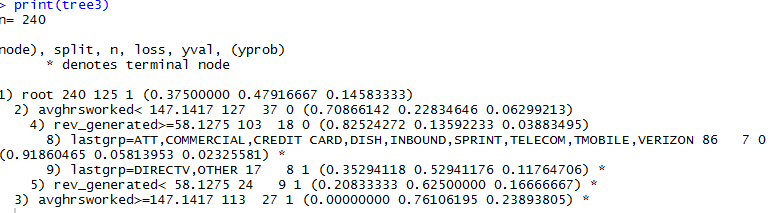 > print(tree3)
n= 240
node), split, n, loss, yval, (yprob)
* denotes terminal node
1) root 240 125 1 (0.37500000 0.47916667 0.14583333)
2) avghrsworked< 147.1417 127 37 0 (0.70866142 0.22834646 0.06299213)
4) rev_generated>=58.1275 103 18 0 (0.82524272 0.13592233 0.03883495)
8) lastgrp=ATT,COMMERCIAL,CREDIT CARD,DISH,INBOUND,SPRINT,TELECOM,TMOBILE,VERIZON 86 7 0
(0.91860465 0.05813953 0.02325581) *
9) lastgrp=DIRECTV,OTHER 17 8 1 (0.35294118 0.52941176 0.11764706) *
5) rev_generated< 58.1275 24 9 1 (0.20833333 0.62500000 0.16666667) *
3) avghrsworked>=147.1417 113 27 1 (0.00000000 0.76106195 0.23893805) *